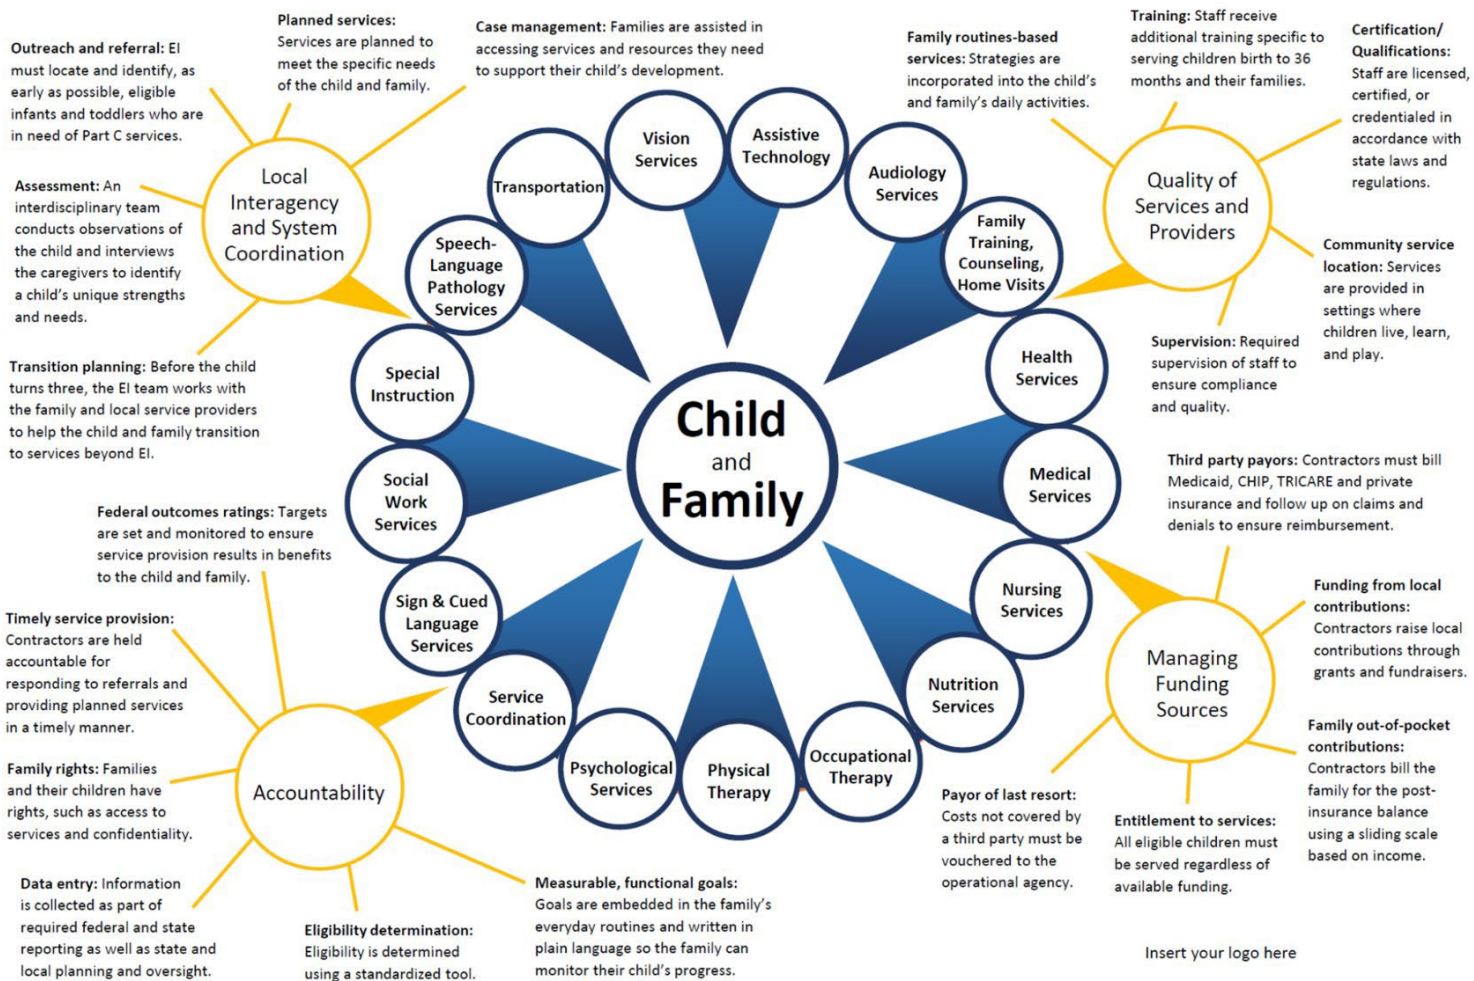 Outreach and referral: EI
must locate and identify, as
early as possible, eligible
infants and toddlers who are
in need of Part C services.
Planned services:
Services are planned to
meet the specific needs
of the child and family.
Case management: Families are assisted in
accessing services and resources they need
to support their child's development.
Assessment: An
interdisciplinary team
conducts observations of
the child and interviews
the caregivers to identify
a child's unique strengths
and needs.
Transition planning: Before the child
turns three, the EI team works with
the family and local service providers
to help the child and family transition
to services beyond EI.
Local
Interagency
and System
Coordination
Family routines-based
services: Strategies are
incorporated into the child's
and family's daily activities.
Training: Staff receive
additional training specific to
serving children birth to 36
months and their families.
Certification/
Qualifications:
Staff are licensed,
certified, or
credentialed in
accordance with
state laws and
regulations.
Quality of
Services and
Providers
Community service
location: Services
are provided in
settings where
children live, learn,
and play.
Supervision: Required
supervision of staff to
ensure compliance
and quality.
Vision
Services
Assistive
Technology
Audiology
Services
Family
Training,
Counseling,
Home Visits
Health
Services
Medical
Services
Nursing
Services
Nutrition
Services
Occupational
Therapy
Physical
Therapy
Psychological
Services
Service
Coordination
Sign & Cued
Language
Services
Social
Work
Services
Special
Instruction
Speech-
Language
Pathology
Services
Transportation
Child
and
Family
Federal outcomes ratings: Targets
are set and monitored to ensure
service provision results in benefits
to the child and family.
Timely service provision:
Contractors are held
accountable for
responding to referrals and
providing planned services
in a timely manner.
Family rights: Families
and their children have
rights, such as access to
services and confidentiality.
Accountability
Data entry: Information
is collected as part of
required federal and state
reporting as well as state and
local planning and oversight.
Eligibility determination:
Eligibility is determined
using a standardized tool.
Measurable, functional goals:
Goals are embedded in the family's
everyday routines and written in
plain language so the family can
monitor their child's progress.
Third party payors: Contractors must bill
Medicaid, CHIP, TRICARE and private
insurance and follow up on claims and
denials to ensure reimbursement.
Funding from local
contributions:
Contractors raise local
contributions through
grants and fundraisers.
Managing
Funding
Sources
Family out-of-pocket
contributions:
Contractors bill the
family for the post-
insurance balance
using a sliding scale
based on income.
Payor of last resort:
Costs not covered by
a third party must be
vouchered to the
operational agency.
Entitlement to services:
All eligible children must
be served regardless of
available funding.
Insert your logo here